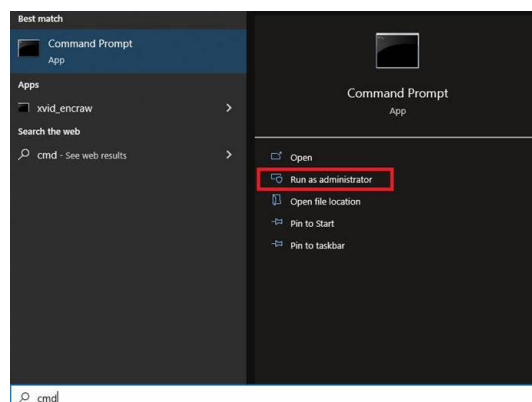 Best match
Command Prompt
App
Apps
xvid_encraw
Search the web
cmd - See web results
Command Prompt
App
Open
Run as administrator
Open file location
Pin to Start
Pin to taskbar
cmd